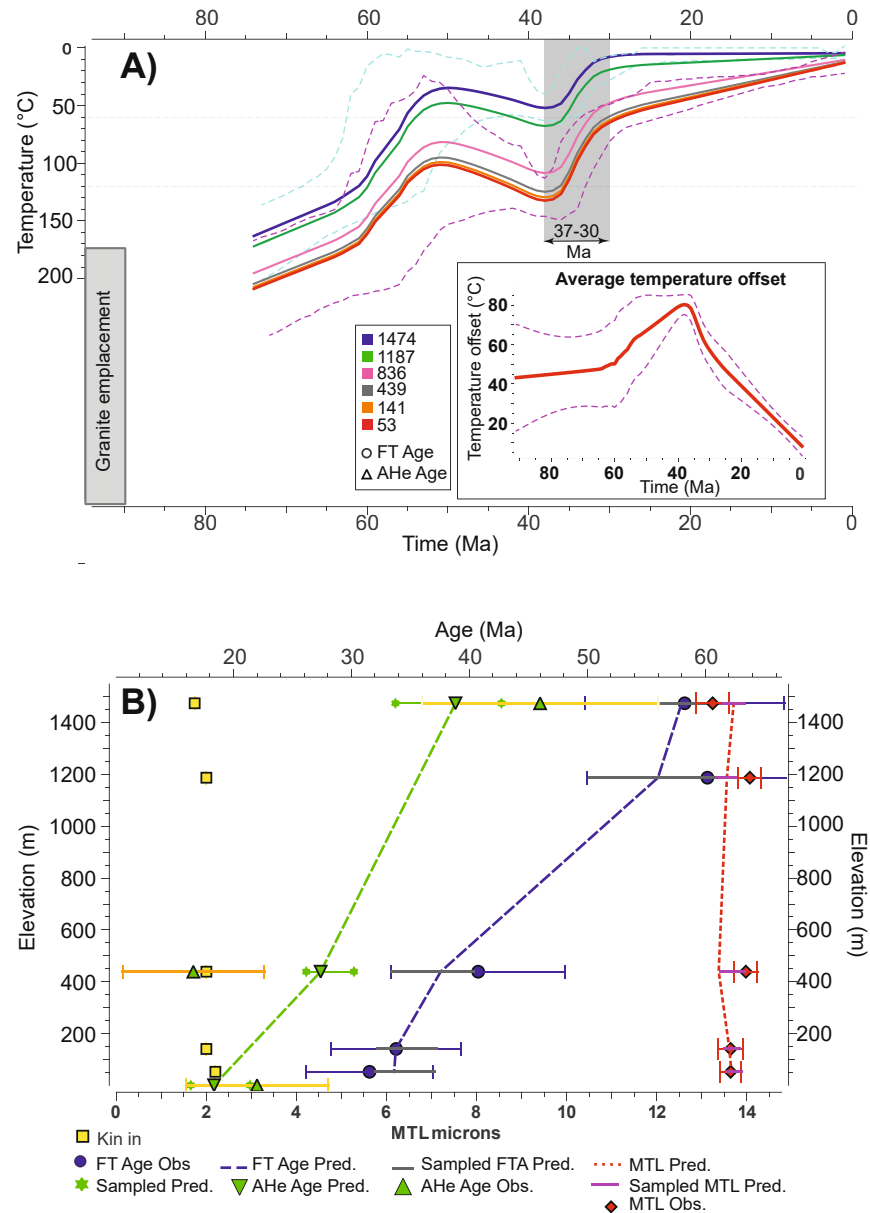 80 60 40 20 0
A)
0
50
100
150
200
Temperature (°C)
Granite emplacement
37-30
Ma
1474
1187
836
439
141
53
FT Age
AHe Age
Average temperature offset
Temperature offset (°C)
80
60
40
20
80 60 40 20 0
Time (Ma)
80 60 40 20 0
Time (Ma)
Age (Ma)
20 30 40 50 60
B)
1400 1400
1200 1200
1000 1000
800 800
600 600
400 400
200 200
Elevation (m)
Elevation (m)
0 2 4 6 8 10 12 14
MTL microns
Kin in
FT Age Obs FT Age Pred. Sampled FTA Pred. MTL Pred.
Sampled Pred. AHe Age Pred. AHe Age Obs. Sampled MTL Pred.
MTL Obs.